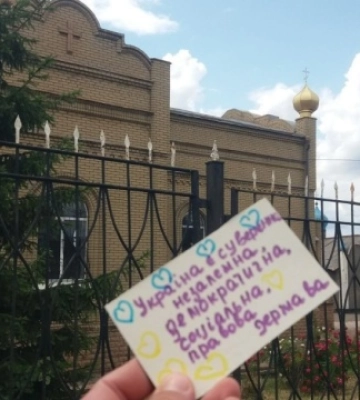 Україна є суверенна,
незалежна,
демократична,
соціальна,
правова держава